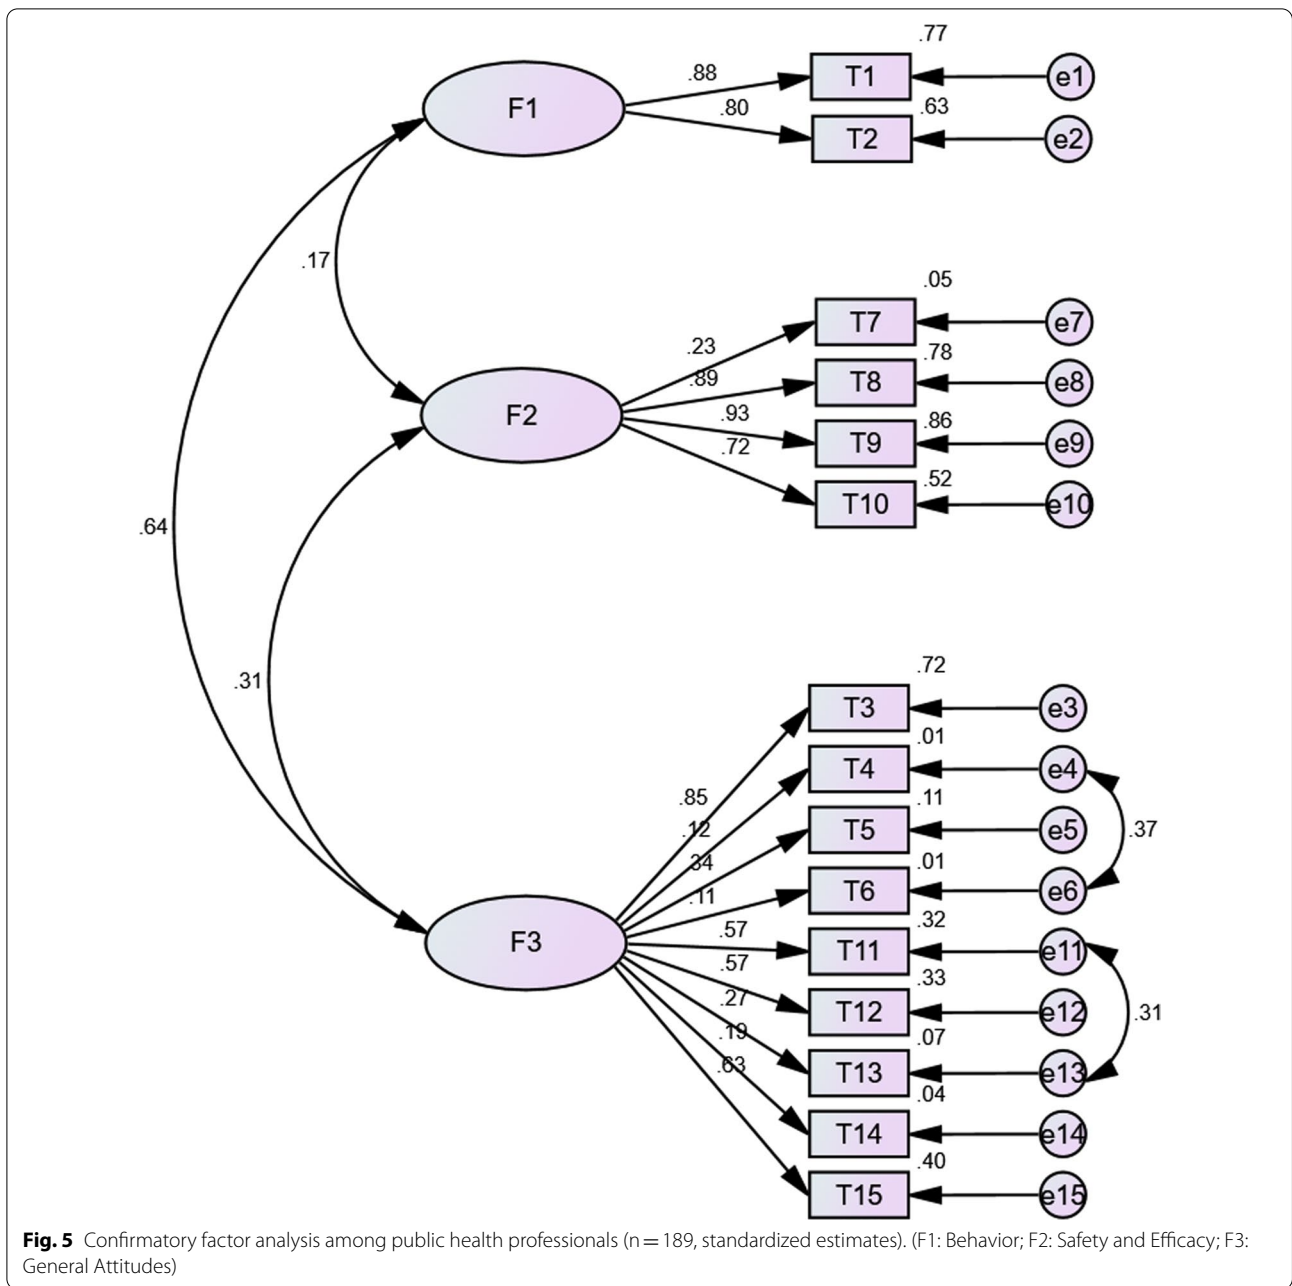 .77
F1
.88
T1
e1
.80
.63
T2
e2
.17
.05
T7
e7
.23
.78
.89
T8
e8
F2
.93
.86
T9
e9
.72
.52
T10
e10
.64
.31
.72
T3
e3
.01
T4
e4
.85
.11
.12
T5
e5
.37
.34
.01
T6
e6
.11
.32
.57
T11
e11
F3
.57
.33
.27
T12
e12
.31
.19
.07
.63
T13
e13
.04
T14
e14
.40
T15
e15
Fig. 5 Confirmatory factor analysis among public health professionals (n = 189, standardized estimates). (F1: Behavior; F2: Safety and Efficacy; F3:
General Attitudes)